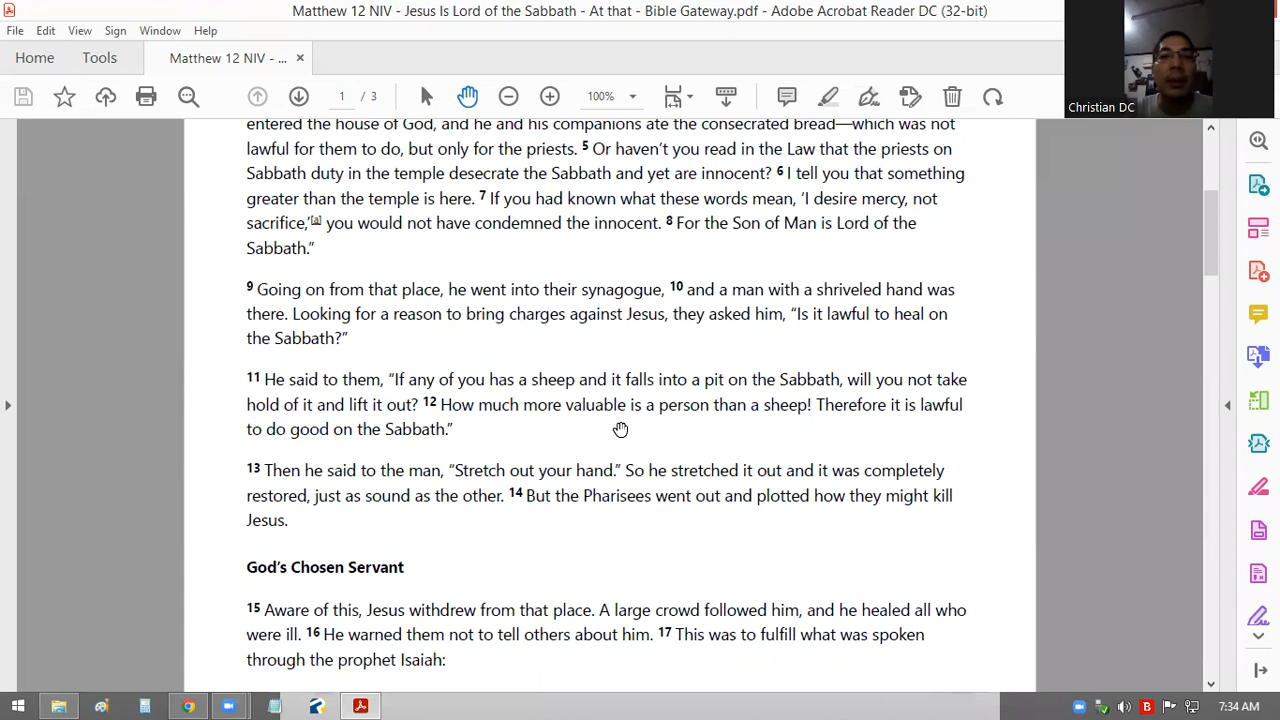 Matthew 12 NIV - Jesus Is Lord of the Sabbath - At that - Bible Gateway.pdf - Adobe Acrobat Reader DC (32-bit)
File Edit View Sign Window Help
Home Tools Matthew 12 NIV - ... ×
1 / 3 100%
Christian DC
entered the house of God, and he and his companions ate the consecrated bread—which was not
lawful for them to do, but only for the priests. 5 Or haven’t you read in the Law that the priests on
Sabbath duty in the temple desecrate the Sabbath and yet are innocent? 6 I tell you that something
greater than the temple is here. 7 If you had known what these words mean, ‘I desire mercy, not
sacrifice,’[a] you would not have condemned the innocent. 8 For the Son of Man is Lord of the
Sabbath.”
9 Going on from that place, he went into their synagogue, 10 and a man with a shriveled hand was
there. Looking for a reason to bring charges against Jesus, they asked him, “Is it lawful to heal on
the Sabbath?”
11 He said to them, “If any of you has a sheep and it falls into a pit on the Sabbath, will you not take
hold of it and lift it out? 12 How much more valuable is a person than a sheep! Therefore it is lawful
to do good on the Sabbath.”
13 Then he said to the man, “Stretch out your hand.” So he stretched it out and it was completely
restored, just as sound as the other. 14 But the Pharisees went out and plotted how they might kill
Jesus.
God’s Chosen Servant
15 Aware of this, Jesus withdrew from that place. A large crowd followed him, and he healed all who
were ill. 16 He warned them not to tell others about him. 17 This was to fulfill what was spoken
through the prophet Isaiah:
B 7:34 AM